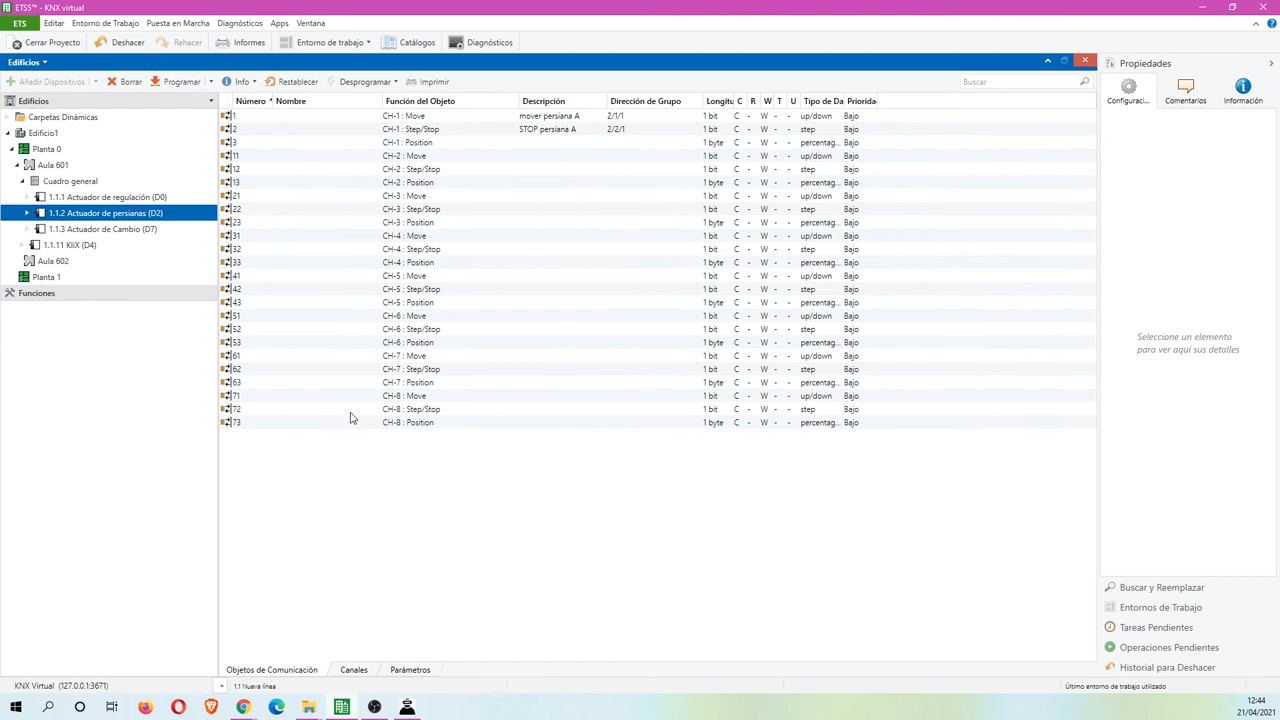 ETS5™ - KNX virtual
ETS Editar Entorno de Trabajo Puesta en Marcha Diagnósticos Apps Ventana
Cerrar Proyecto Deshacer Rehacer Informes Entorno de trabajo Catálogos Diagnósticos
Edificios
Añadir Dispositivos Borrar Programar Info Restablecer Desprogramar Imprimir Buscar
Edificios
Carpetas Dinámicas
Edificio1
Planta 0
Aula 601
Cuadro general
1.1.1 Actuador de regulación (D0)
1.1.2 Actuador de persianas (D2)
1.1.3 Actuador de Cambio (D7)
1.1.11 KliX (D4)
Aula 602
Planta 1
Funciones
Número Nombre Función del Objeto Descripción Dirección de Grupo Longitu C R W T U Tipo de Da Priorida
1 CH-1 : Move mover persiana A 2/1/1 1 bit C - W - - up/down Bajo
2 CH-1 : Step/Stop STOP persiana A 2/2/1 1 bit C - W - - step Bajo
3 CH-1 : Position 1 byte C - W - - percentag... Bajo
11 CH-2 : Move 1 bit C - W - - up/down Bajo
12 CH-2 : Step/Stop 1 bit C - W - - step Bajo
13 CH-2 : Position 1 byte C - W - - percentag... Bajo
21 CH-3 : Move 1 bit C - W - - up/down Bajo
22 CH-3 : Step/Stop 1 bit C - W - - step Bajo
23 CH-3 : Position 1 byte C - W - - percentag... Bajo
31 CH-4 : Move 1 bit C - W - - up/down Bajo
32 CH-4 : Step/Stop 1 bit C - W - - step Bajo
33 CH-4 : Position 1 byte C - W - - percentag... Bajo
41 CH-5 : Move 1 bit C - W - - up/down Bajo
42 CH-5 : Step/Stop 1 bit C - W - - step Bajo
43 CH-5 : Position 1 byte C - W - - percentag... Bajo
51 CH-6 : Move 1 bit C - W - - up/down Bajo
52 CH-6 : Step/Stop 1 bit C - W - - step Bajo
53 CH-6 : Position 1 byte C - W - - percentag... Bajo
61 CH-7 : Move 1 bit C - W - - up/down Bajo
62 CH-7 : Step/Stop 1 bit C - W - - step Bajo
63 CH-7 : Position 1 byte C - W - - percentag... Bajo
71 CH-8 : Move 1 bit C - W - - up/down Bajo
72 CH-8 : Step/Stop 1 bit C - W - - step Bajo
73 CH-8 : Position 1 byte C - W - - percentag... Bajo
Objetos de Comunicación Canales Parámetros
Propiedades
Configuraci... Comentarios Información
Seleccione un elemento
para ver aquí sus detalles
Buscar y Reemplazar
Entornos de Trabajo
Tareas Pendientes
Operaciones Pendientes
Historial para Deshacer
KNX Virtual (127.0.0.1:3671) 1.1 Nueva línea Último entorno de trabajo utilizado
12:44
21/04/2021